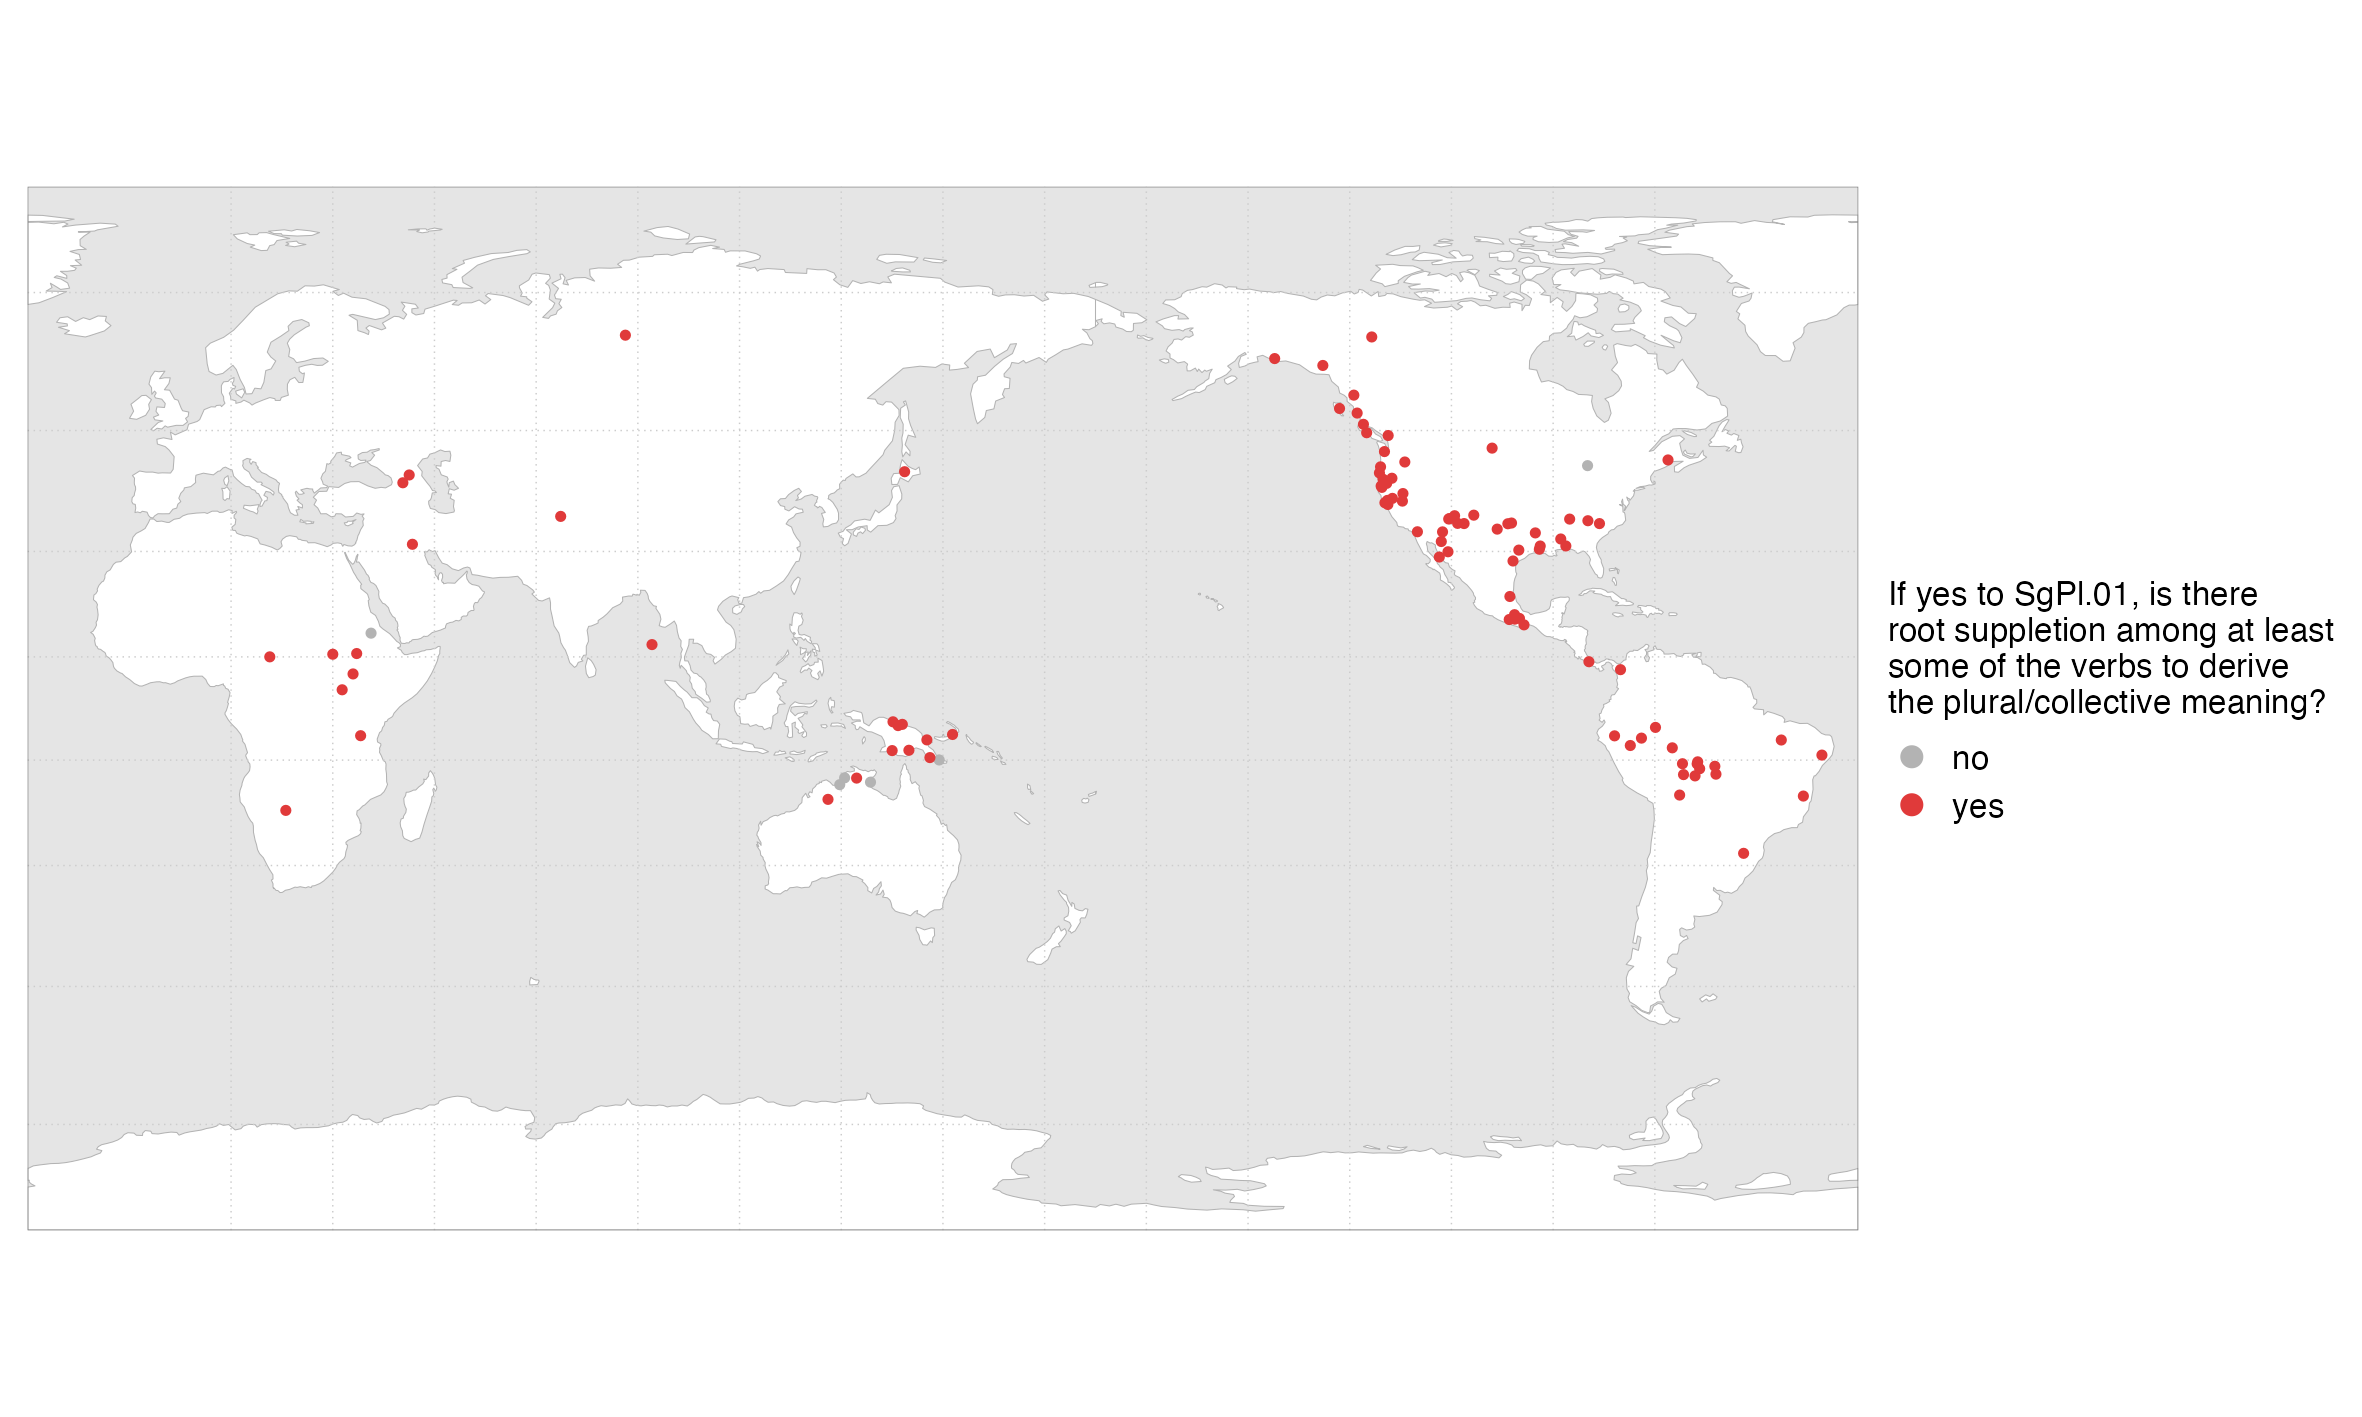 If yes to SgPl.01, is there
root suppletion among at least
some of the verbs to derive
the plural/collective meaning?
no
yes